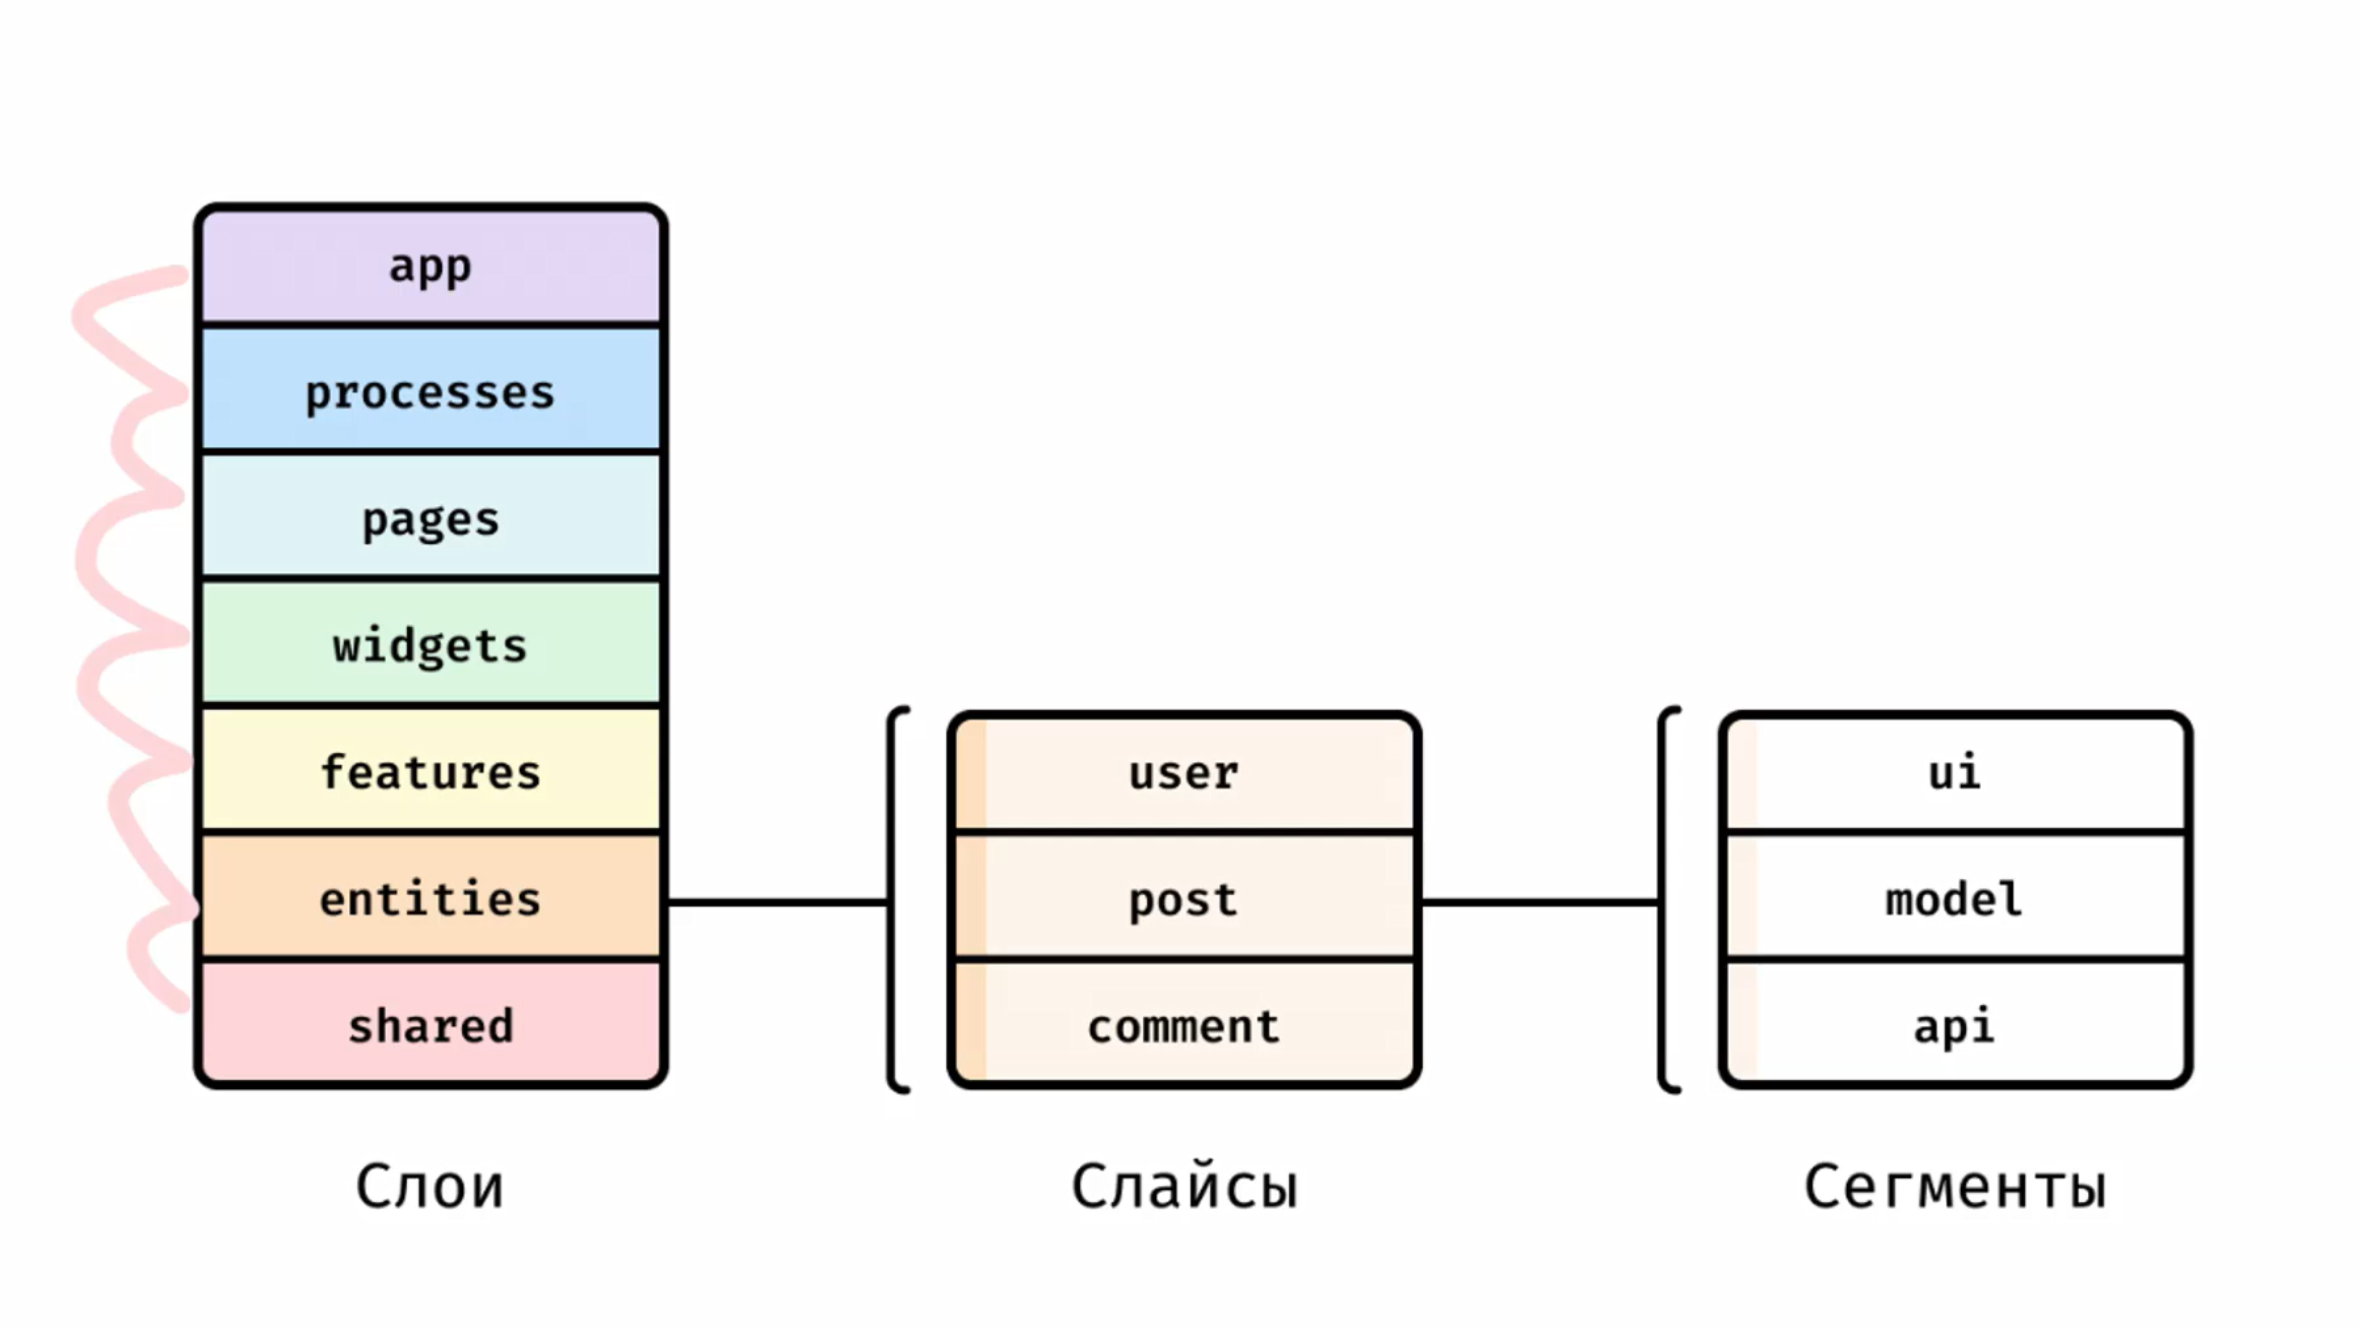 app
processes
pages
widgets
features
entities
shared
Слои
user
post
comment
Слайсы
ui
model
api
Сегменты